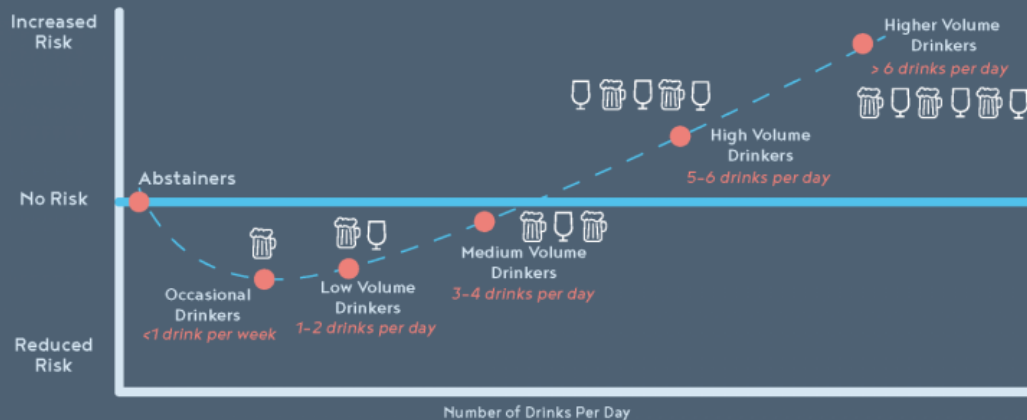 Increased
Risk
No Risk
Reduced
Risk
Abstainers
Occasional
Drinkers
<1 drink per week
Low Volume
Drinkers
1-2 drinks per day
Medium Volume
Drinkers
3-4 drinks per day
High Volume
Drinkers
5-6 drinks per day
Higher Volume
Drinkers
> 6 drinks per day
Number of Drinks Per Day